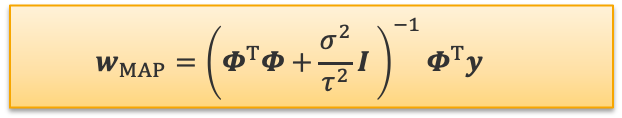 w_MAP = (Φ^T Φ + σ^2/τ^2 I)^{-1} Φ^T y